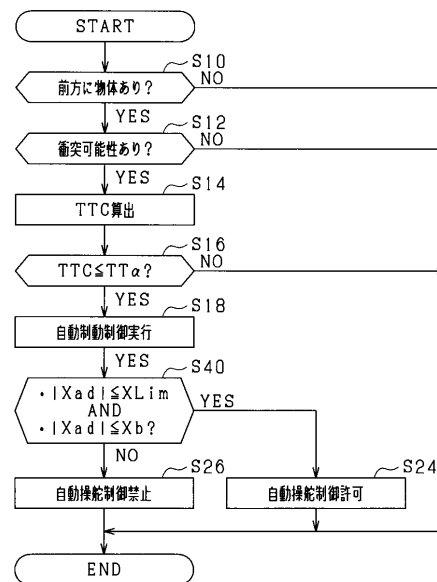 START
S10
前方に物体あり?
NO
YES
S12
衝突可能性あり?
NO
YES
S14
TTC算出
S16
TTC≦TTα?
NO
YES
S18
自動制動制御実行
YES
S40
・|Xad|≦XLim
AND
・|Xad|≦Xb?
YES
NO
S26
自動操舵制御禁止
S24
自動操舵制御許可
END